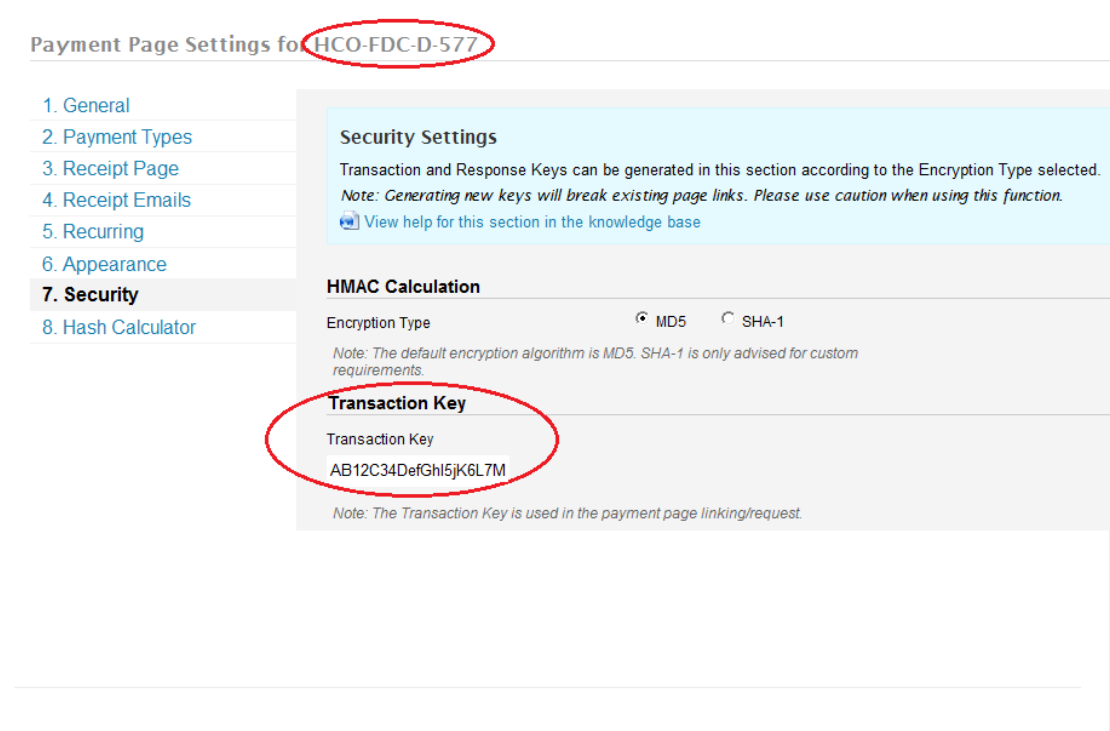 Payment Page Settings for HCO-FDC-D-577
1. General
2. Payment Types
3. Receipt Page
4. Receipt Emails
5. Recurring
6. Appearance
7. Security
8. Hash Calculator
Security Settings
Transaction and Response Keys can be generated in this section according to the Encryption Type selected.
Note: Generating new keys will break existing page links. Please use caution when using this function.
View help for this section in the knowledge base
HMAC Calculation
Encryption Type MD5 SHA-1
Note: The default encryption algorithm is MD5. SHA-1 is only advised for custom
requirements.
Transaction Key
Transaction Key
AB12C34DefGhI5jK6L7M
Note: The Transaction Key is used in the payment page linking/request.